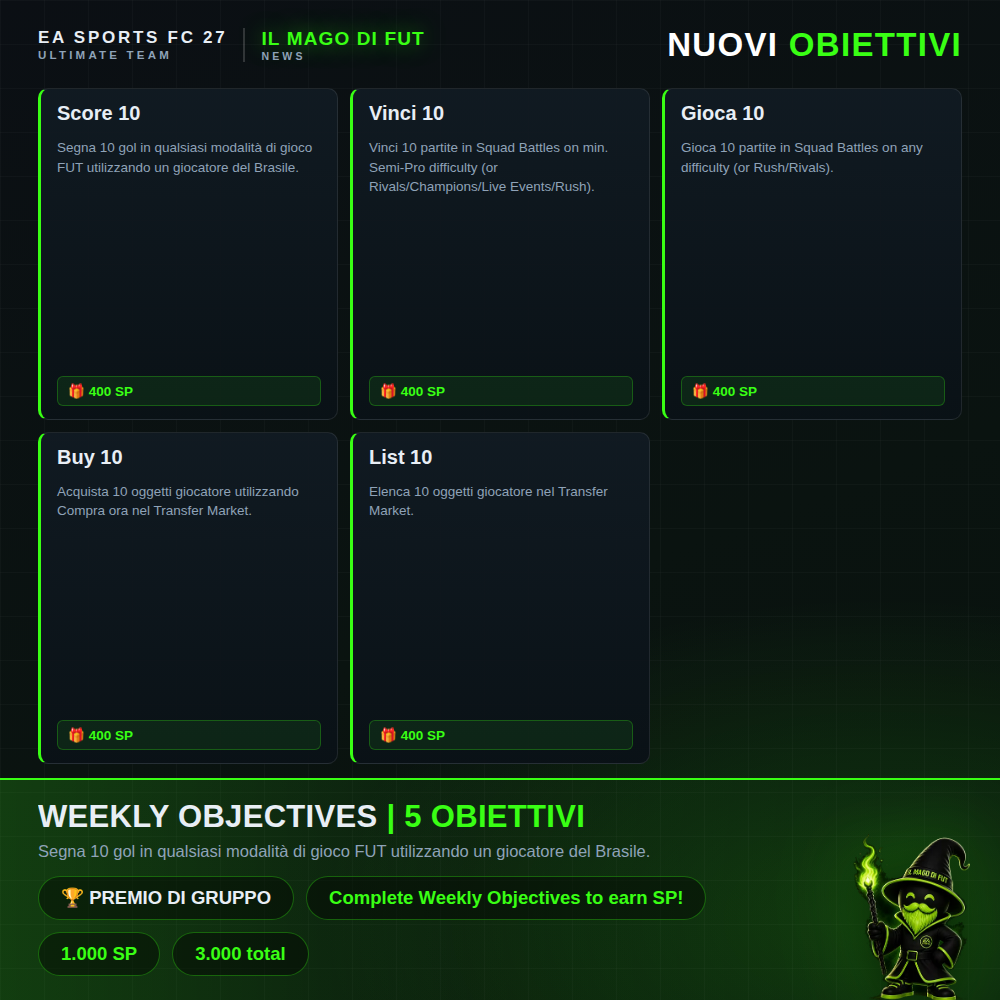 EA SPORTS FC 27
ULTIMATE TEAM
IL MAGO DI FUT
NEWS
NUOVI OBIETTIVI
Score 10
Segna 10 gol in qualsiasi modalità di gioco
FUT utilizzando un giocatore del Brasile.
400 SP
Vinci 10
Vinci 10 partite in Squad Battles on min.
Semi-Pro difficulty (or
Rivals/Champions/Live Events/Rush).
400 SP
Gioca 10
Gioca 10 partite in Squad Battles on any
difficulty (or Rush/Rivals).
400 SP
Buy 10
Acquista 10 oggetti giocatore utilizzando
Compra ora nel Transfer Market.
400 SP
List 10
Elenca 10 oggetti giocatore nel Transfer
Market.
400 SP
WEEKLY OBJECTIVES | 5 OBIETTIVI
Segna 10 gol in qualsiasi modalità di gioco FUT utilizzando un giocatore del Brasile.
PREMIO DI GRUPPO
Complete Weekly Objectives to earn SP!
1.000 SP
3.000 total
IL MAGO DI FUT